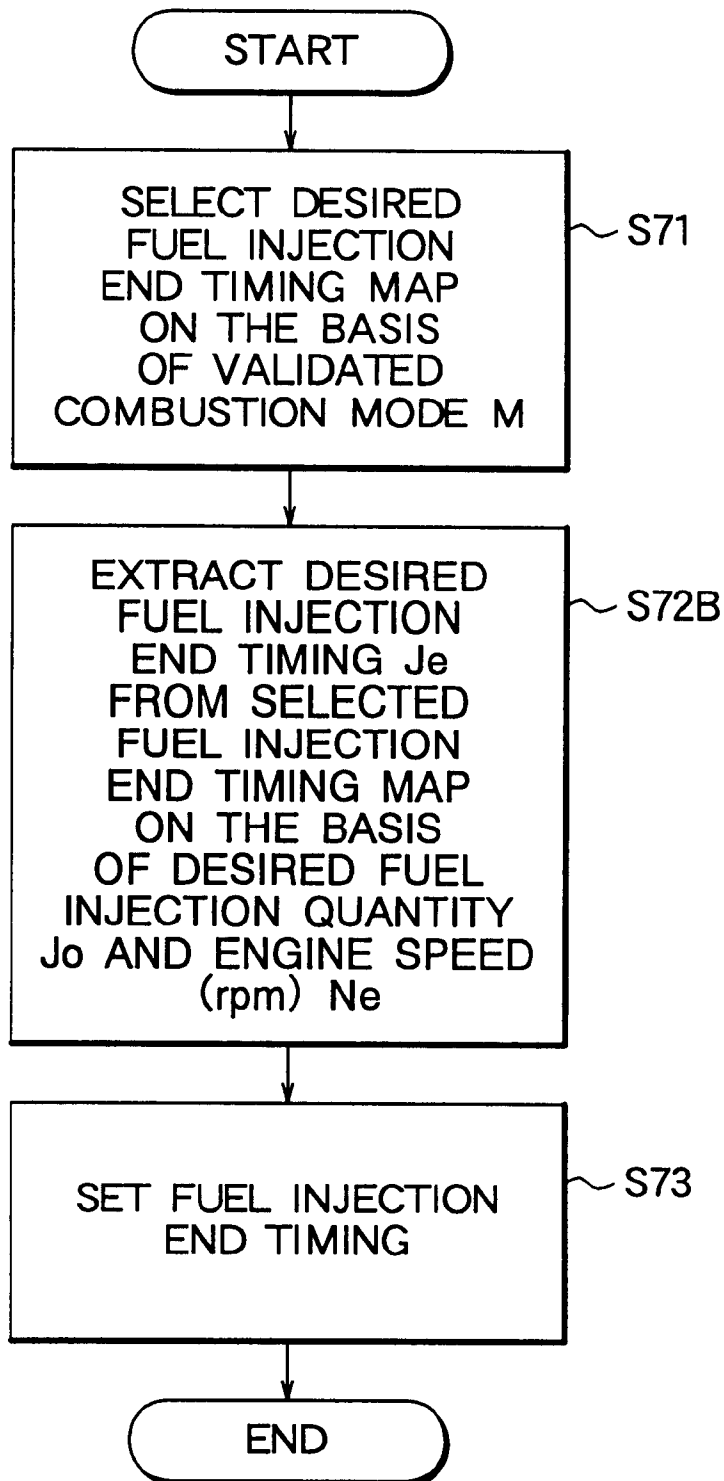 START
SELECT DESIRED
FUEL INJECTION
END TIMING MAP
ON THE BASIS
OF VALIDATED
COMBUSTION MODE M
S71
EXTRACT DESIRED
FUEL INJECTION
END TIMING Je
FROM SELECTED
FUEL INJECTION
END TIMING MAP
ON THE BASIS
OF DESIRED FUEL
INJECTION QUANTITY
Jo AND ENGINE SPEED
(rpm) Ne
S72B
SET FUEL INJECTION
END TIMING
S73
END